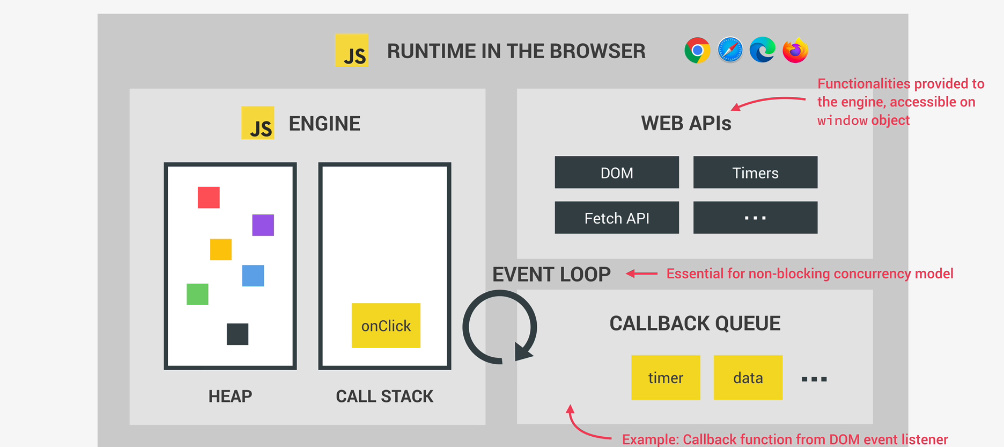 JS RUNTIME IN THE BROWSER
Functionalities provided to
the engine, accessible on
window object
JS ENGINE
WEB APIs
DOM
Timers
Fetch API
...
EVENT LOOP
Essential for non-blocking concurrency model
onClick
CALLBACK QUEUE
timer
data
...
HEAP
CALL STACK
Example: Callback function from DOM event listener